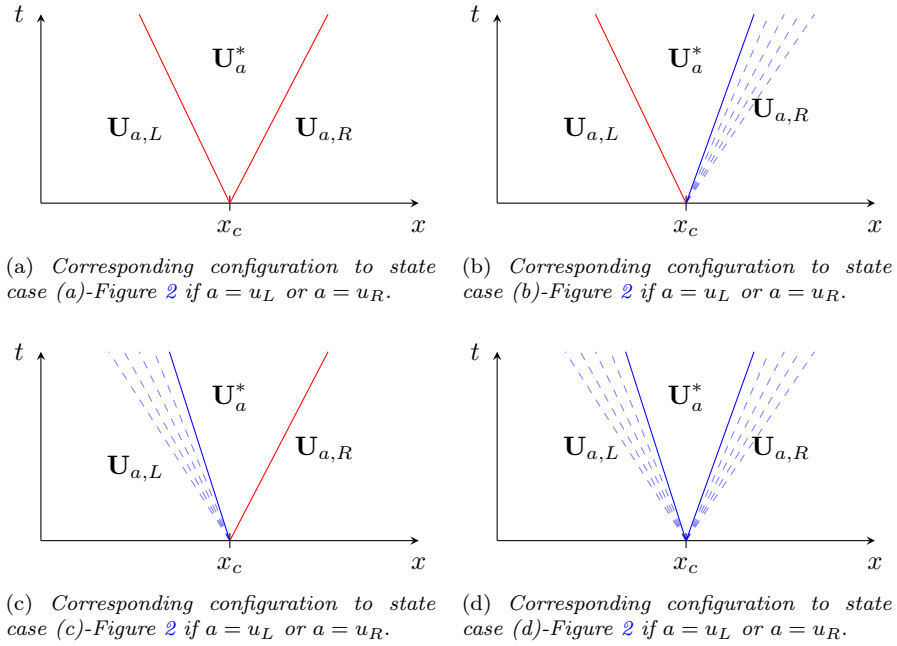 t
U*a
Ua,L
Ua,R
xc
x
(a) Corresponding configuration to state
case (a)-Figure 2 if a = uL or a = uR.
t
U*a
Ua,L
Ua,R
xc
x
(b) Corresponding configuration to state
case (b)-Figure 2 if a = uL or a = uR.
t
U*a
Ua,L
Ua,R
xc
x
(c) Corresponding configuration to state
case (c)-Figure 2 if a = uL or a = uR.
t
U*a
Ua,L
Ua,R
xc
x
(d) Corresponding configuration to state
case (d)-Figure 2 if a = uL or a = uR.